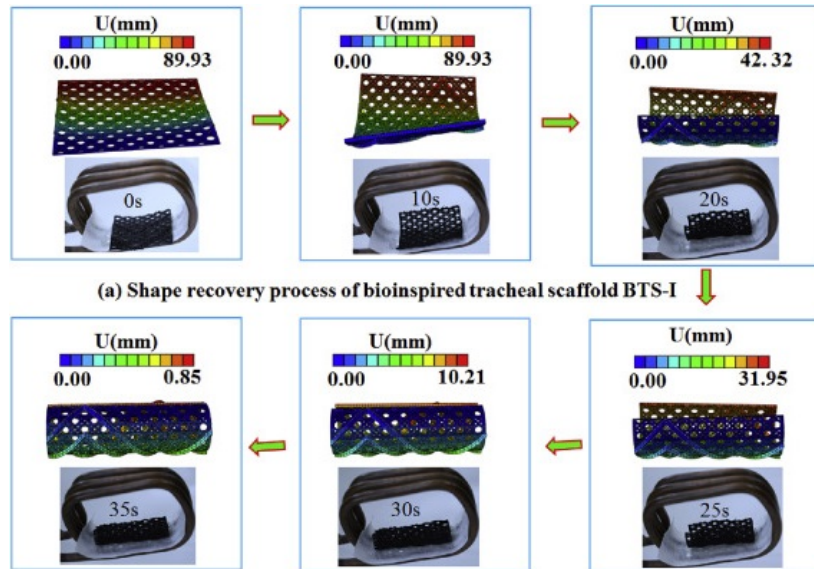 U(mm)
0.00 89.93
0s
U(mm)
0.00 89.93
10s
U(mm)
0.00 42.32
20s
(a) Shape recovery process of bioinspired tracheal scaffold BTS-I
U(mm)
0.00 0.85
35s
U(mm)
0.00 10.21
30s
U(mm)
0.00 31.95
25s